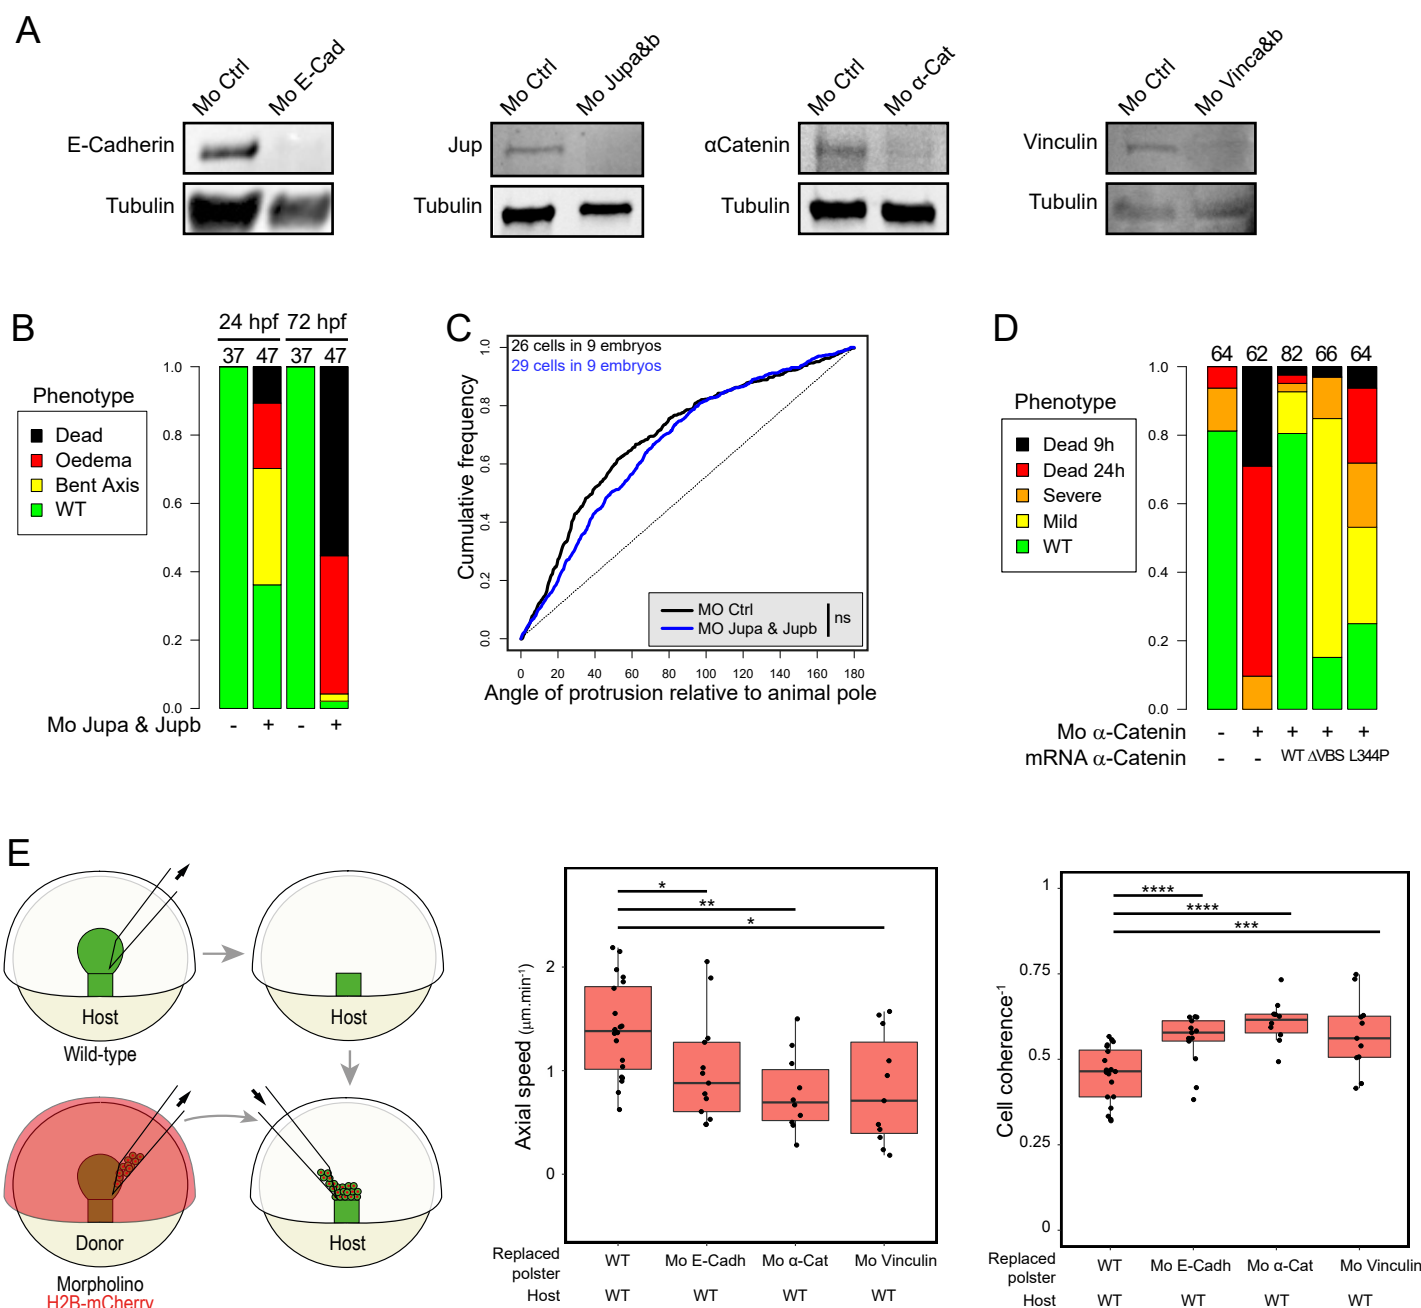 A
Mo Ctrl
Mo E-Cad
E-Cadherin
Tubulin
Mo Ctrl
Mo Jupa&b
Jup
Tubulin
Mo Ctrl
Mo α-Cat
αCatenin
Tubulin
Mo Ctrl
Mo Vinca&b
Vinculin
Tubulin
B
24 hpf 72 hpf
37 47 37 47
Phenotype
Dead
Oedema
Bent Axis
WT
1.0
0.8
0.6
0.4
0.2
0.0
Mo Jupa & Jupb - + - +
C
26 cells in 9 embryos
29 cells in 9 embryos
Cumulative frequency
1.0
0.8
0.6
0.4
0.2
0.0
MO Ctrl
MO Jupa & Jupb
ns
0 20 40 60 80 100 120 140 160 180
Angle of protrusion relative to animal pole
D
64 62 82 66 64
Phenotype
Dead 9h
Dead 24h
Severe
Mild
WT
1.0
0.8
0.6
0.4
0.2
0.0
Mo α-Catenin - + + + +
mRNA α-Catenin - - WT ΔVBS L344P
E
Host
Wild-type
Host
Donor
Morpholino
H2B-mCherry
Host
Axial speed (μm.min⁻¹)
2
1
0
*
**
*
Replaced polster WT Mo E-Cadh Mo α-Cat Mo Vinculin
Host WT WT WT WT
Cell coherence⁻¹
1
0.75
0.5
0.25
0
****
****
***
Replaced polster WT Mo E-Cadh Mo α-Cat Mo Vinculin
Host WT WT WT WT